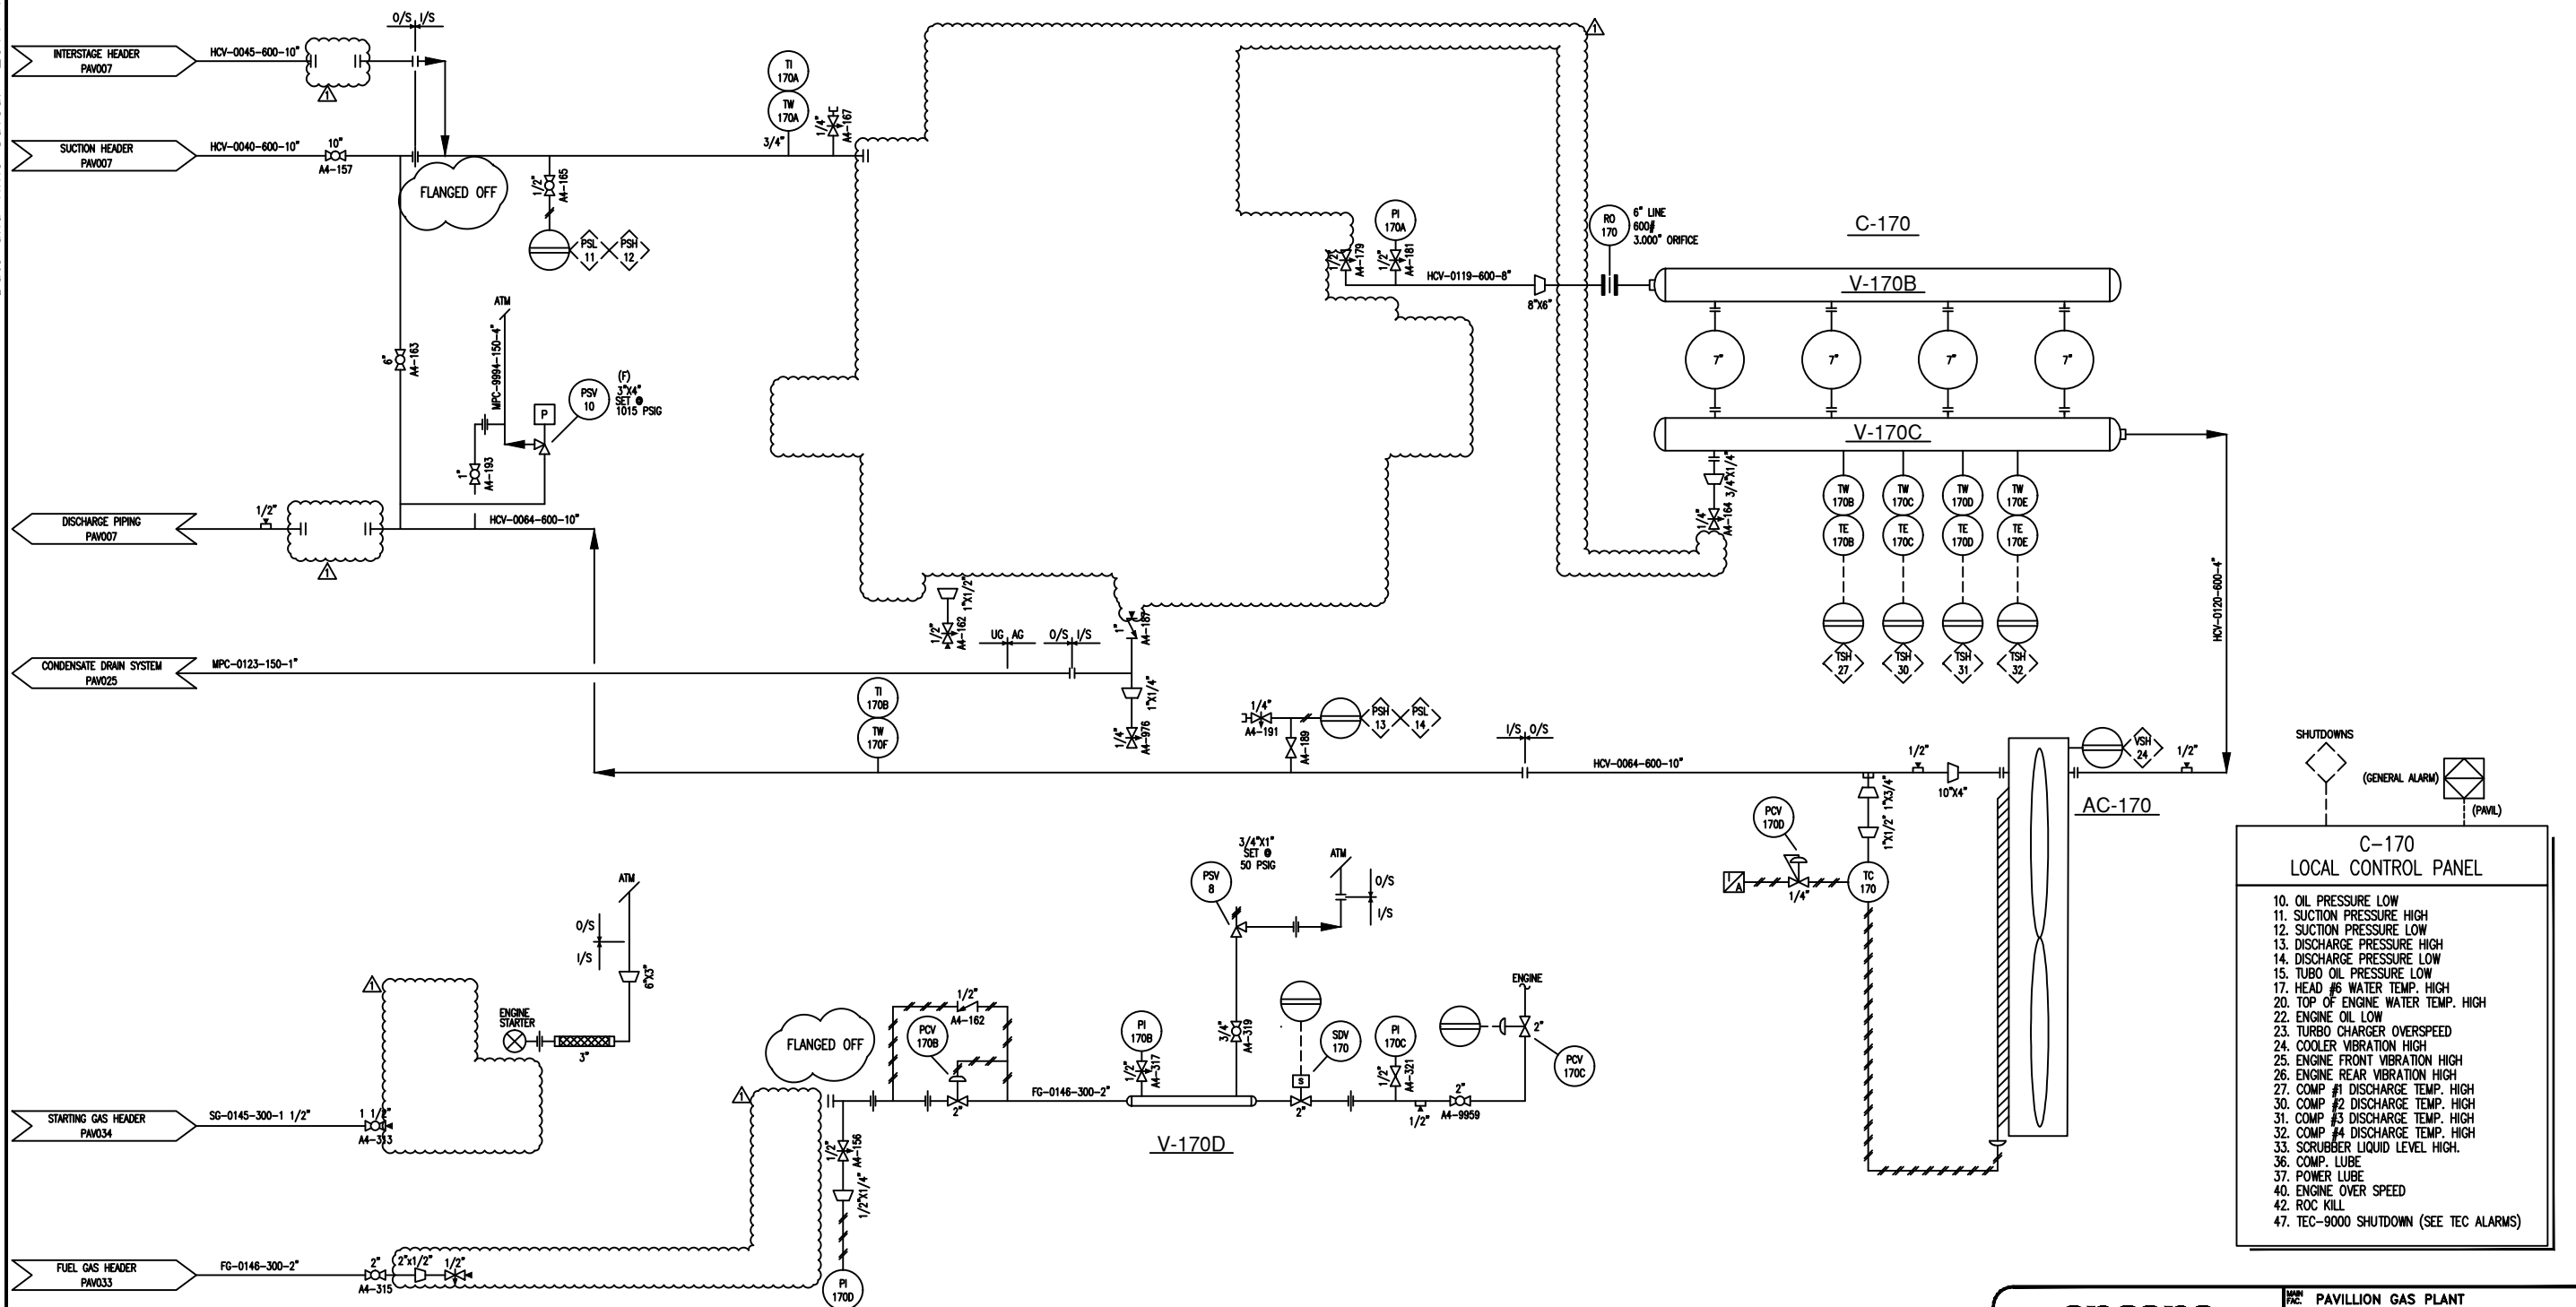 O/S I/S
INTERSTAGE HEADER
PAV007
HCV-0045-600-10"
1
SUCTION HEADER
PAV007
HCV-0040-600-10"
10"
A4-157
FLANGED OFF
1/2"
A4-165
PSL
11
PSH
12
TI
170A
TW
170A
3/4"
1/4"
A4-167
1
6"
A4-163
ATM
MPC-9994-150-4"
P
PSV
10
(F)
3"X4"
SET @
1015 PSIG
1"
A4-193
DISCHARGE PIPING
PAV007
1/2"
HCV-0064-600-10"
1
1/2"
A4-179
PI
170A
1/2"
A4-181
HCV-0119-600-8"
8"X6"
RO
170
6" LINE
600#
3.000" ORIFICE
C-170
V-170B
7"
7"
7"
7"
V-170C
3/4"X1/4"
1/4"
A4-164
TW
170B
TW
170C
TW
170D
TW
170E
TE
170B
TE
170C
TE
170D
TE
170E
TSH
27
TSH
30
TSH
31
TSH
32
HCV-0120-600-4"
1"X1/2"
1/2"
A4-162
UG AG
O/S I/S
1"
A4-187
CONDENSATE DRAIN SYSTEM
PAV025
MPC-0123-150-1"
1"X1/4"
1/4"
A4-976
TI
170B
TW
170F
1/4"
A4-191
A4-189
PSH
13
PSL
14
I/S O/S
HCV-0064-600-10"
1/2"
10"X4"
VSH
24
1/2"
AC-170
1"X3/4"
1"X1/2"
PCV
170D
I/A
1/4"
TC
170
SHUTDOWNS
(GENERAL ALARM)
(PAVIL)
C-170
LOCAL CONTROL PANEL
10. OIL PRESSURE LOW
11. SUCTION PRESSURE HIGH
12. SUCTION PRESSURE LOW
13. DISCHARGE PRESSURE HIGH
14. DISCHARGE PRESSURE LOW
15. TUBO OIL PRESSURE LOW
17. HEAD #6 WATER TEMP. HIGH
20. TOP OF ENGINE WATER TEMP. HIGH
22. ENGINE OIL LOW
23. TURBO CHARGER OVERSPEED
24. COOLER VIBRATION HIGH
25. ENGINE FRONT VIBRATION HIGH
26. ENGINE REAR VIBRATION HIGH
27. COMP #1 DISCHARGE TEMP. HIGH
30. COMP #2 DISCHARGE TEMP. HIGH
31. COMP #3 DISCHARGE TEMP. HIGH
32. COMP #4 DISCHARGE TEMP. HIGH
33. SCRUBBER LIQUID LEVEL HIGH.
36. COMP. LUBE
37. POWER LUBE
40. ENGINE OVER SPEED
42. ROC KILL
47. TEC-9000 SHUTDOWN (SEE TEC ALARMS)
ATM
O/S
I/S
6"X3"
1
ENGINE
STARTER
3"
STARTING GAS HEADER
PAV034
SG-0145-300-1 1/2"
1 1/2"
A4-313
FLANGED OFF
1
1/2"
A4-162
PCV
170B
2"
FG-0146-300-2"
1/2"
A4-156
1/2"X1/4"
PI
170D
PI
170B
1/2"
A4-317
V-170D
3/4"X1"
SET @
50 PSIG
PSV
8
3/4"
A4-319
ATM
O/S
I/S
SDV
170
S
2"
PI
170C
1/2"
A4-321
1/2"
2"
A4-9959
ENGINE
2"
PCV
170C
FUEL GAS HEADER
PAV033
FG-0146-300-2"
2"
A4-315
2"x1/2"
1/2"
MAIN
FAC.
PAVILLION GAS PLANT